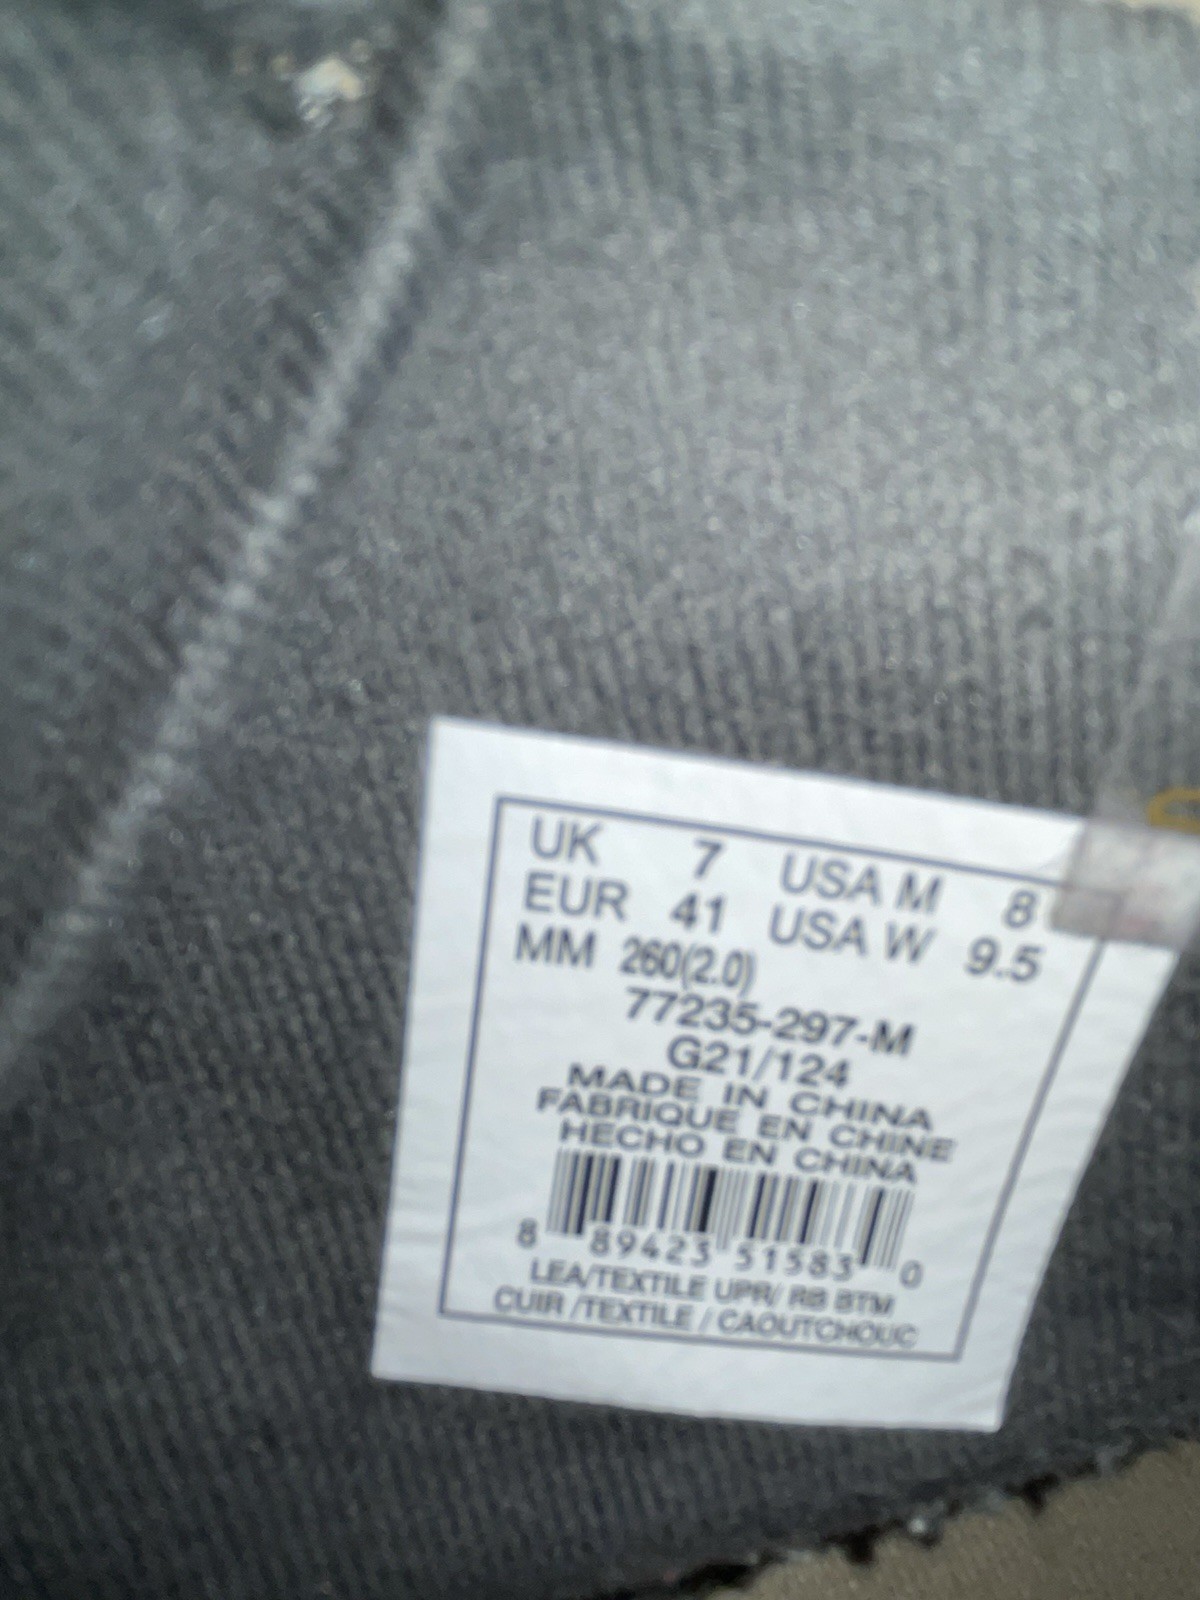 UK 7 USA M 8
EUR 41 USA W 9.5
MM 260(2.0)
77235-297-M
G21/124
MADE IN CHINA
FABRIQUE EN CHINE
HECHO EN CHINA
8 89423 51583 0
LEA/TEXTILE UPR/ RB BTM
CUIR /TEXTILE / CAOUTCHOUC